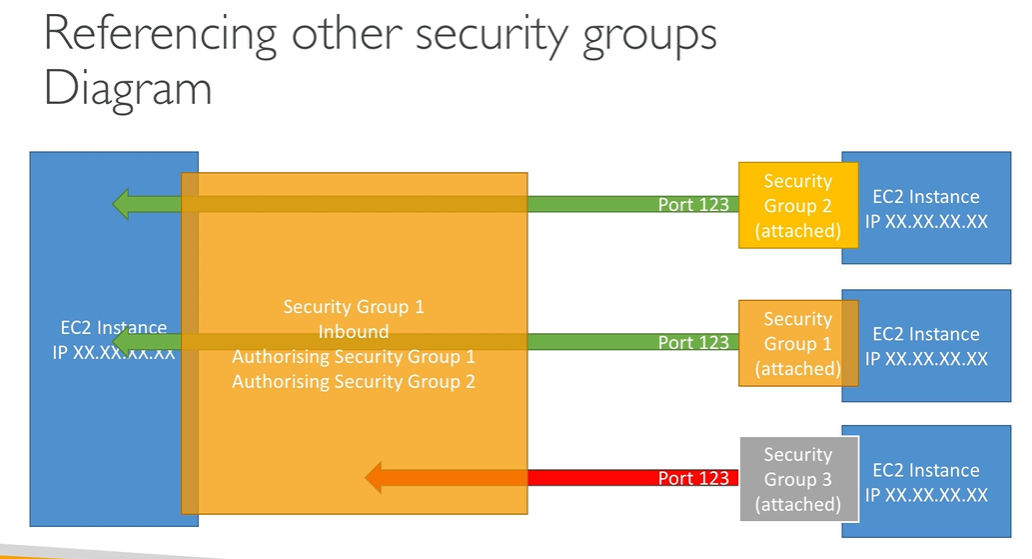 Referencing other security groups
Diagram
EC2 Instance
IP XX.XX.XX.XX
Security Group 1
Inbound
Authorising Security Group 1
Authorising Security Group 2
Port 123
Security
Group 2
(attached)
EC2 Instance
IP XX.XX.XX.XX
Port 123
Security
Group 1
(attached)
EC2 Instance
IP XX.XX.XX.XX
Port 123
Security
Group 3
(attached)
EC2 Instance
IP XX.XX.XX.XX